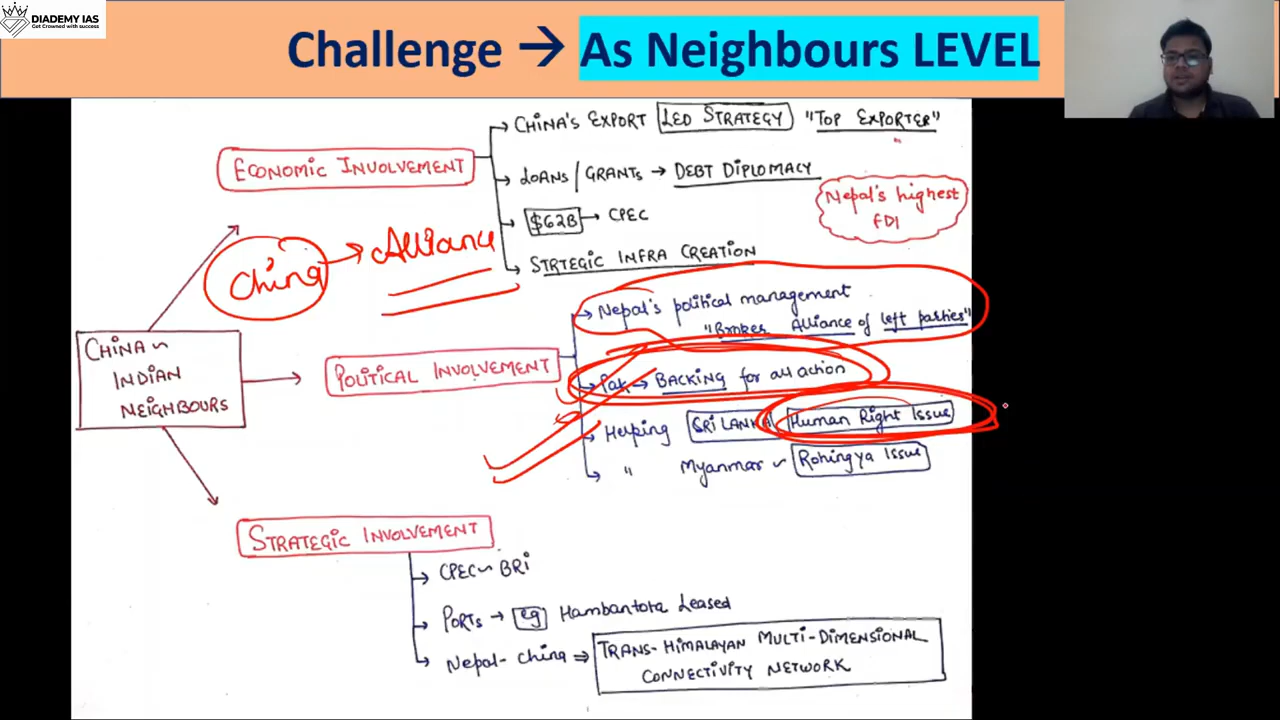 DIADEMY IAS
Get Crowned with success
Challenge → As Neighbours LEVEL
ECONOMIC INVOLVEMENT
→ CHINA'S EXPORT LED STRATEGY "TOP EXPORTER"
→ LOANS/GRANTS → DEBT DIPLOMACY
→ $62B → CPEC
→ STRTEGIC INFRA CREATION
Nepal's highest
FDI
China → Alliance
CHINA ~
INDIAN
NEIGHBOURS
POLITICAL INVOLVEMENT
→ Nepal's political management
"Broker Alliance of left parties"
→ Pak → BACKING for all action
→ Helping SRI LANKA Human Right Issue
→ " Myanmar ~ Rohingya Issue
STRATEGIC INVOLVEMENT
→ CPEC ~ BRI
→ PORTS → eg Hambantota Leased
→ Nepal-China ⇒ TRANS-HIMALAYAN MULTI-DIMENSIONAL
CONNECTIVITY NETWORK